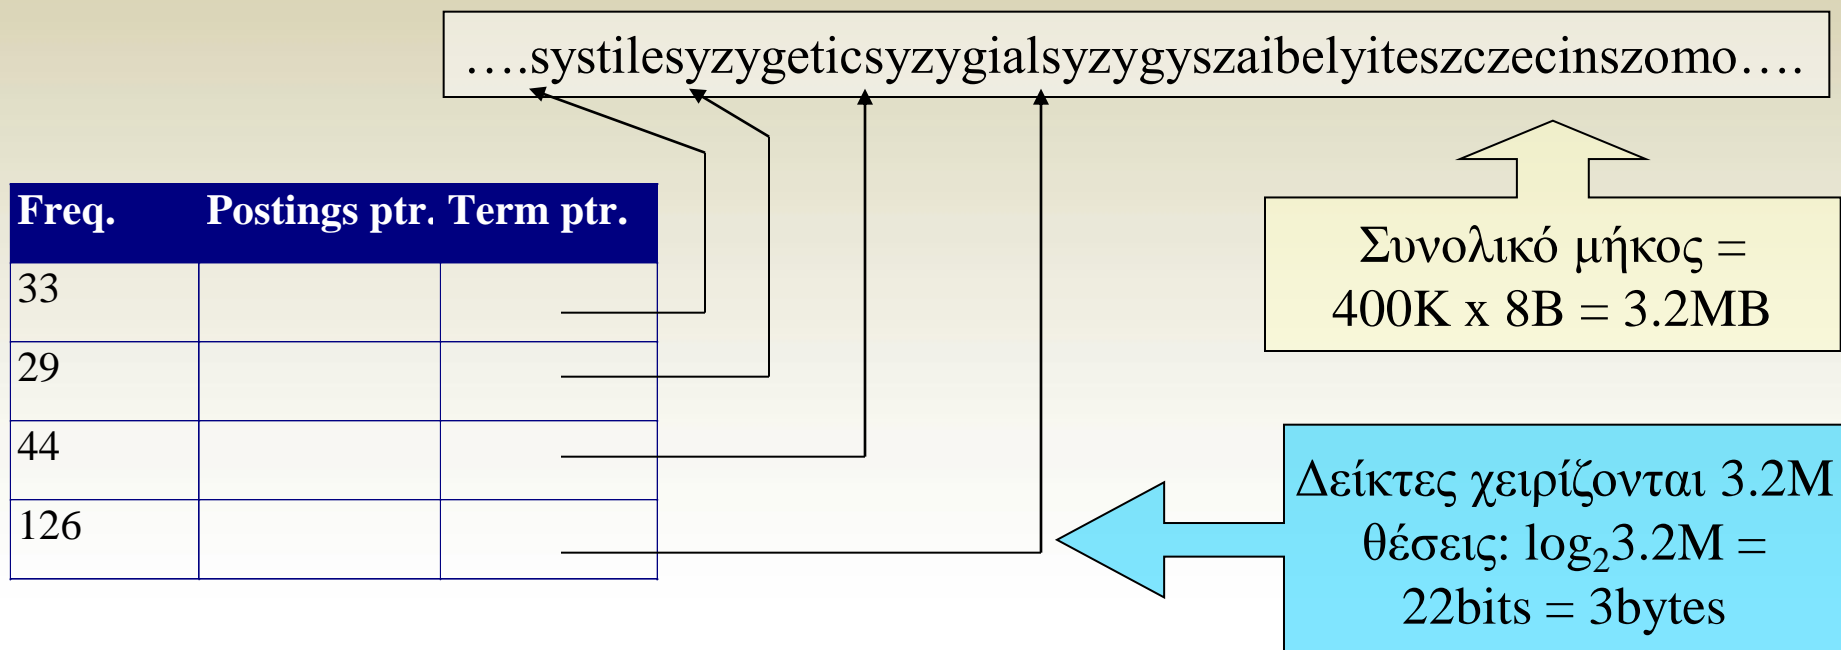 ….systilesyzygeticsyzygialsyzygyszaibelyiteszczecinszomo….
Freq. Postings ptr. Term ptr.
33
29
44
126
Συνολικό μήκος =
400K x 8B = 3.2MB
Δείκτες χειρίζονται 3.2M
θέσεις: log₂3.2M =
22bits = 3bytes